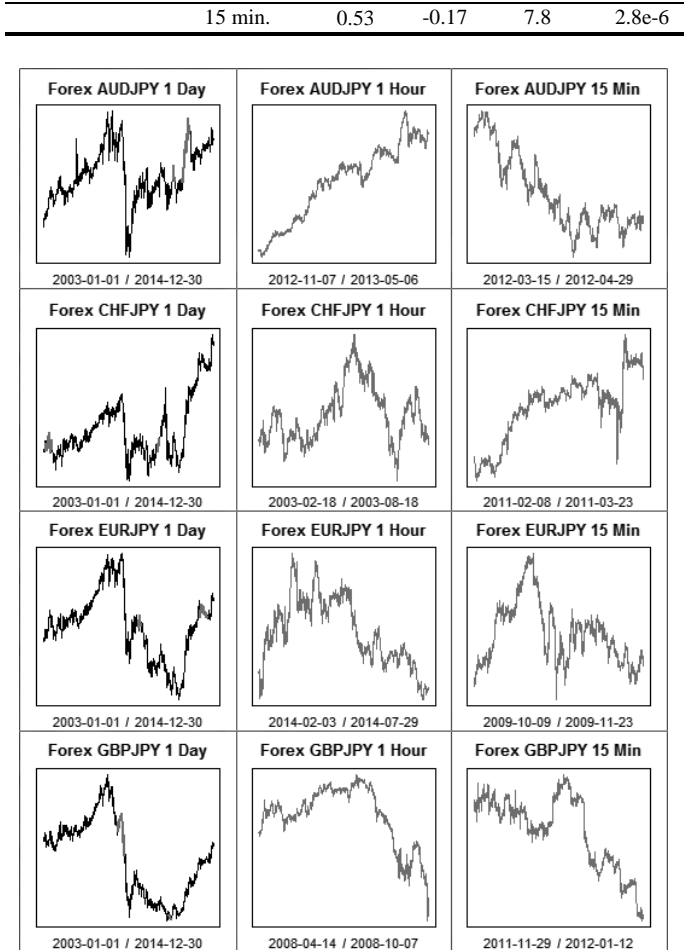 15 min. 0.53 -0.17 7.8 2.8e-6
Forex AUDJPY 1 Day Forex AUDJPY 1 Hour Forex AUDJPY 15 Min
2003-01-01 / 2014-12-30 2012-11-07 / 2013-05-06 2012-03-15 / 2012-04-29
Forex CHFJPY 1 Day Forex CHFJPY 1 Hour Forex CHFJPY 15 Min
2003-01-01 / 2014-12-30 2003-02-18 / 2003-08-18 2011-02-08 / 2011-03-23
Forex EURJPY 1 Day Forex EURJPY 1 Hour Forex EURJPY 15 Min
2003-01-01 / 2014-12-30 2014-02-03 / 2014-07-29 2009-10-09 / 2009-11-23
Forex GBPJPY 1 Day Forex GBPJPY 1 Hour Forex GBPJPY 15 Min
2003-01-01 / 2014-12-30 2008-04-14 / 2008-10-07 2011-11-29 / 2012-01-12